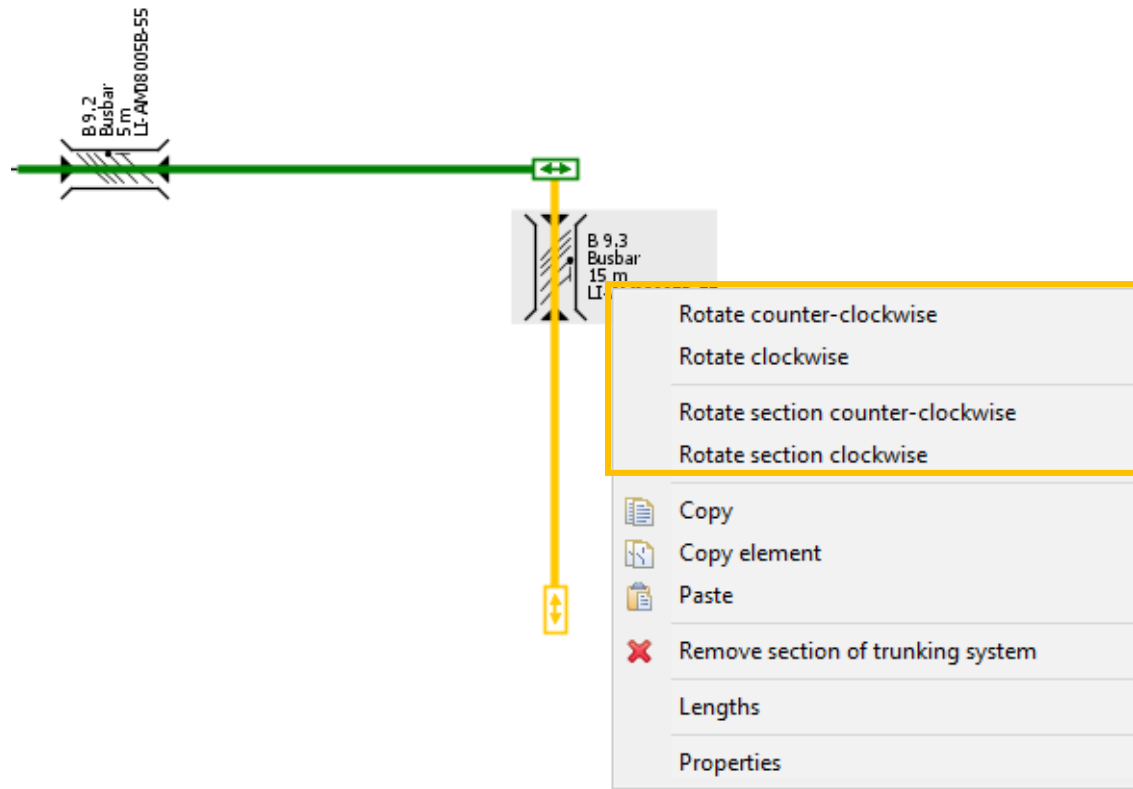 B 9.2
Busbar
5 m
LI-AM08005B-55
B 9.3
Busbar
15 m
Rotate counter-clockwise
Rotate clockwise
Rotate section counter-clockwise
Rotate section clockwise
Copy
Copy element
Paste
Remove section of trunking system
Lengths
Properties